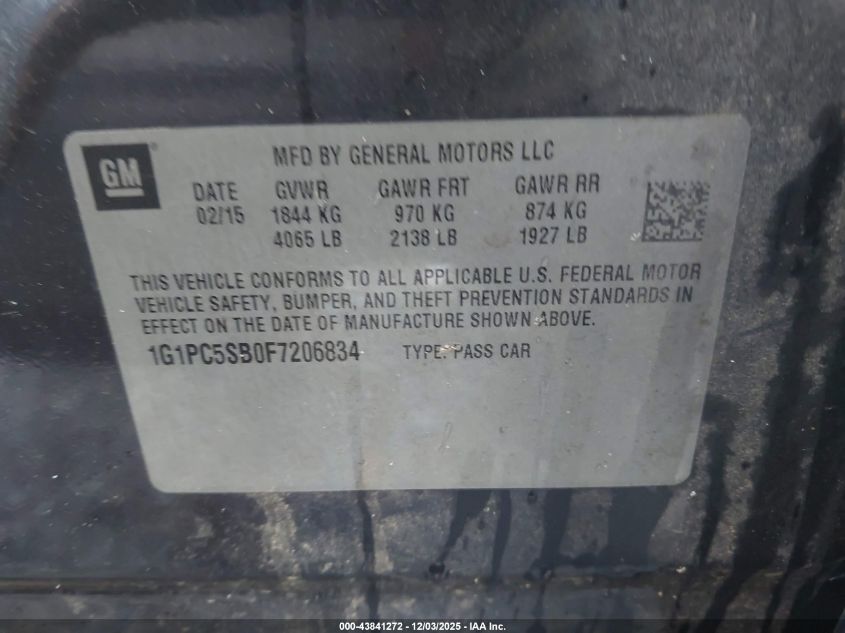 GM ®
MFD BY GENERAL MOTORS LLC
DATE GVWR GAWR FRT GAWR RR
02/15 1844 KG 970 KG 874 KG
4065 LB 2138 LB 1927 LB
THIS VEHICLE CONFORMS TO ALL APPLICABLE U.S. FEDERAL MOTOR
VEHICLE SAFETY, BUMPER, AND THEFT PREVENTION STANDARDS IN
EFFECT ON THE DATE OF MANUFACTURE SHOWN ABOVE.
1G1PC5SB0F7206834 TYPE: PASS CAR
000-43841272 - 12/03/2025 - IAA Inc.